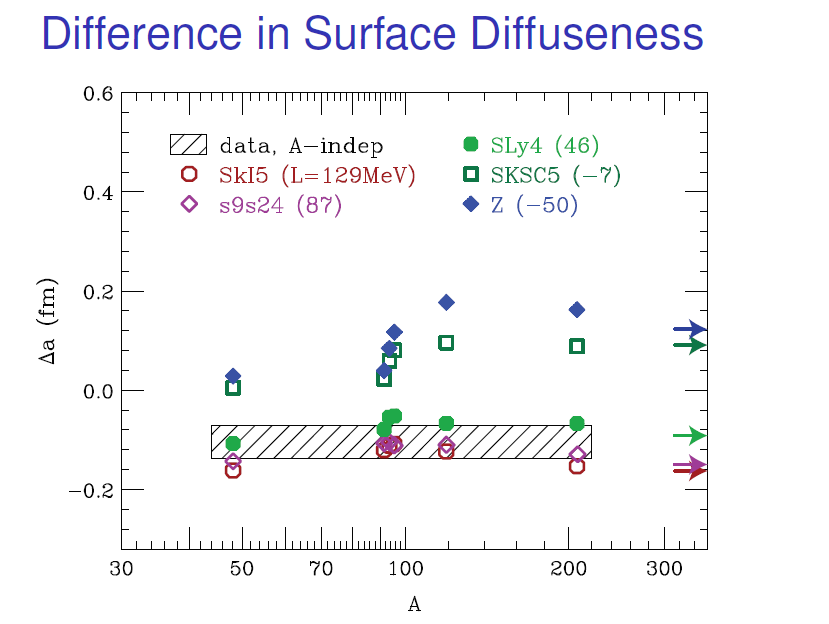 Difference in Surface Diffuseness
0.6
0.4
0.2
0.0
−0.2
Δa (fm)
data, A-indep
SkI5 (L=129MeV)
s9s24 (87)
SLy4 (46)
SKSC5 (−7)
Z (−50)
30 50 70 100 200 300
A